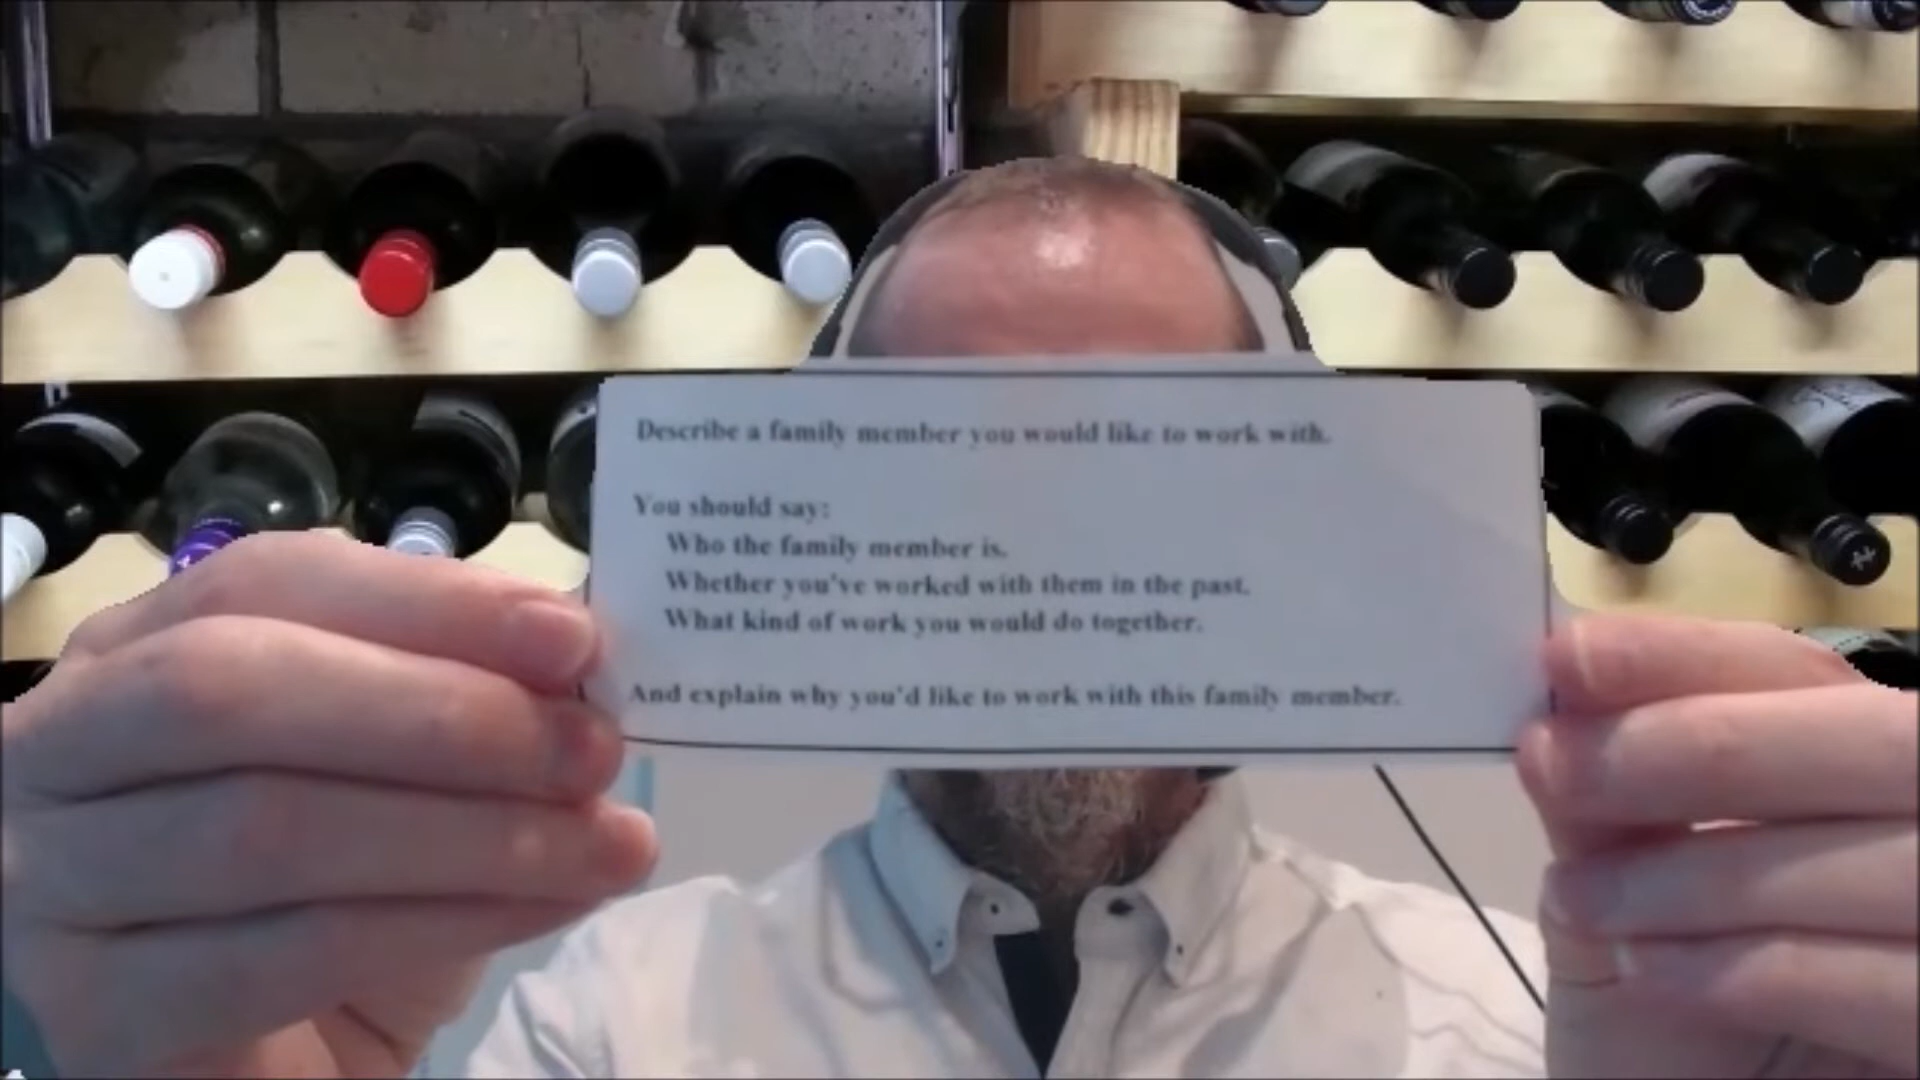 Describe a family member you would like to work with.
You should say:
Who the family member is.
Whether you've worked with them in the past.
What kind of work you would do together.
And explain why you'd like to work with this family member.